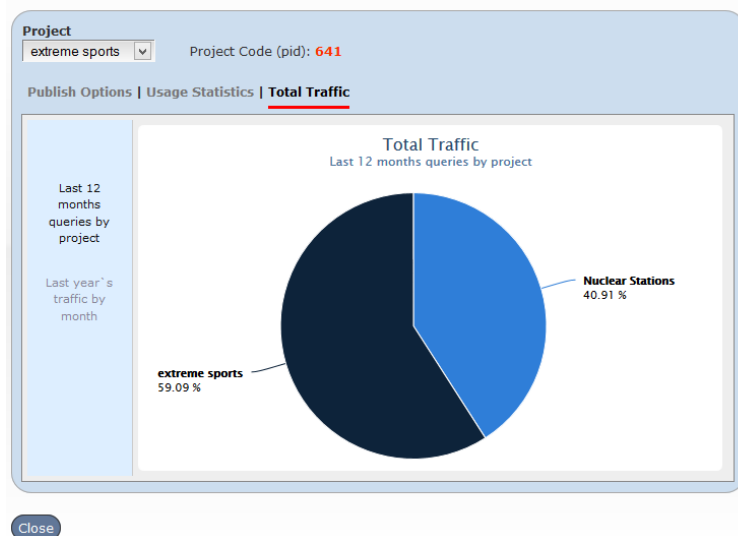 Project
extreme sports
Project Code (pid): 641
Publish Options | Usage Statistics | Total Traffic
Last 12
months
queries by
project
Last year`s
traffic by
month
Total Traffic
Last 12 months queries by project
Nuclear Stations
40.91 %
extreme sports
59.09 %
Close